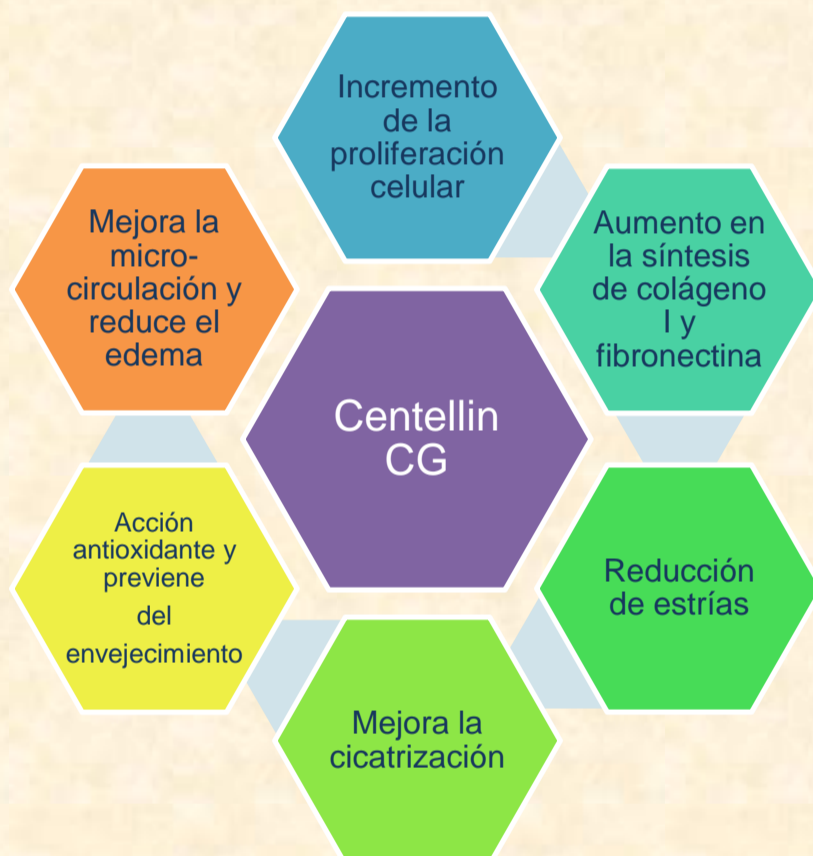 Incremento
de la
proliferación
celular
Mejora la
micro-
circulación y
reduce el
edema
Aumento en
la síntesis
de colágeno
I y
fibronectina
Centellin
CG
Acción
antioxidante y
previene
del
envejecimiento
Reducción
de estrías
Mejora la
cicatrización